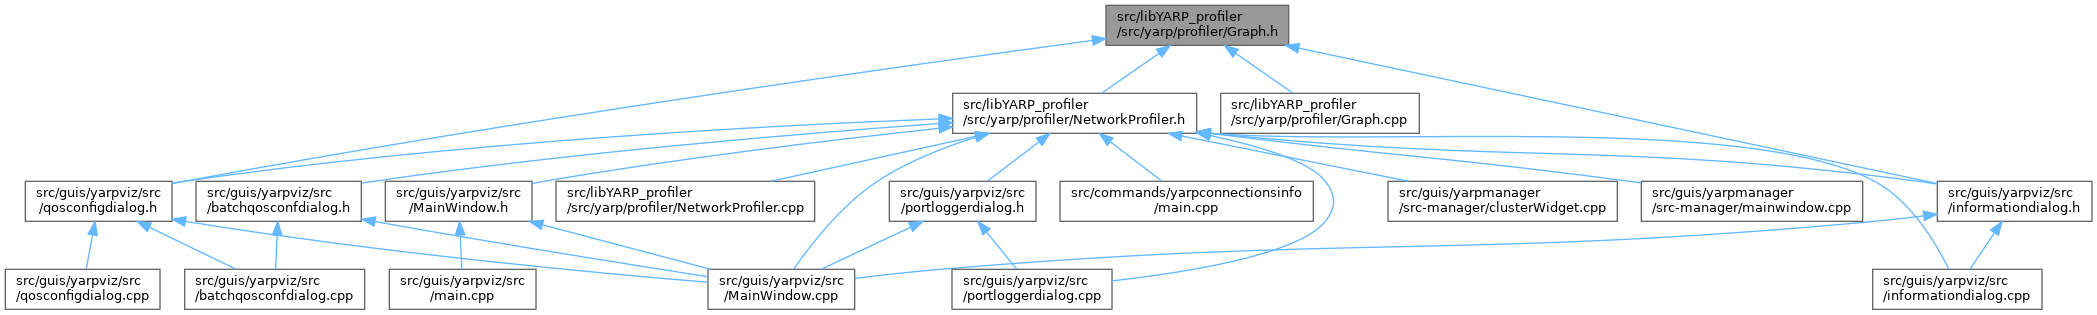 src/libYARP_profiler
/src/yarp/profiler/Graph.h
src/libYARP_profiler
/src/yarp/profiler/NetworkProfiler.h
src/libYARP_profiler
/src/yarp/profiler/Graph.cpp
src/guis/yarpviz/src
/qosconfigdialog.h
src/guis/yarpviz/src
/batchqosconfdialog.h
src/guis/yarpviz/src
/MainWindow.h
src/libYARP_profiler
/src/yarp/profiler/NetworkProfiler.cpp
src/guis/yarpviz/src
/portloggerdialog.h
src/commands/yarpconnectionsinfo
/main.cpp
src/guis/yarpmanager
/src-manager/clusterWidget.cpp
src/guis/yarpmanager
/src-manager/mainwindow.cpp
src/guis/yarpviz/src
/informationdialog.h
src/guis/yarpviz/src
/qosconfigdialog.cpp
src/guis/yarpviz/src
/batchqosconfdialog.cpp
src/guis/yarpviz/src
/main.cpp
src/guis/yarpviz/src
/MainWindow.cpp
src/guis/yarpviz/src
/portloggerdialog.cpp
src/guis/yarpviz/src
/informationdialog.cpp